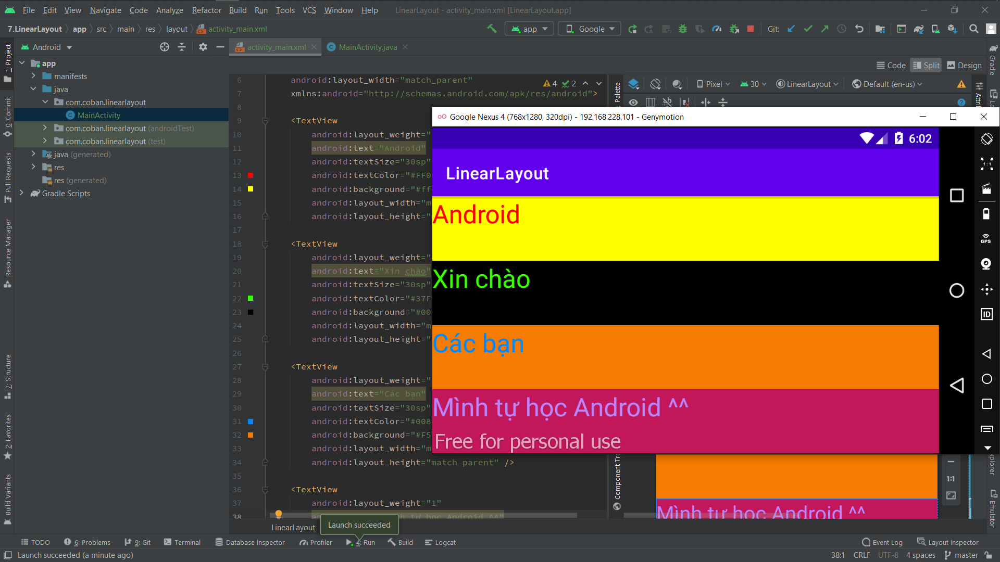 File Edit View Navigate Code Analyze Refactor Build Run Tools VCS Window Help LinearLayout - activity_main.xml [LinearLayout.app]
7.LinearLayout app src main res layout activity_main.xml app Google Git:
Android activity_main.xml MainActivity.java
Code Split Design
Pixel 30 LinearLayout Default (en-us)
1: Project
0: Commit
Pull Requests
Resource Manager
7: Structure
2: Favorites
Build Variants
app
manifests
java
com.coban.linearlayout
MainActivity
com.coban.linearlayout (androidTest)
com.coban.linearlayout (test)
java (generated)
res
res (generated)
Gradle Scripts
4 2
6 android:layout_width="match_parent"
7 xmlns:android="http://schemas.android.com/apk/res/android">
8
9 <TextView
10 android:layout_weight="
11 android:text="Android"
12 android:textSize="30sp"
13 android:textColor="#FF0
14 android:background="#ff
15 android:layout_width="m
16 android:layout_height="
17
18 <TextView
19 android:layout_weight="
20 android:text="Xin chào"
21 android:textSize="30sp"
22 android:textColor="#37F
23 android:background="#00
24 android:layout_width="m
25 android:layout_height="
26
27 <TextView
28 android:layout_weight="
29 android:text="Các bạn"
30 android:textSize="30sp"
31 android:textColor="#008
32 android:background="#F5
33 android:layout_width="m
34 android:layout_height="match_parent" />
35
36 <TextView
37 android:layout_weight="1"
38 tự học Android ^^"
LinearLayout
Launch succeeded
Palette
Component Tre
Gradle
Emulator
Google Nexus 4 (768x1280, 320dpi) - 192.168.228.101 - Genymotion
6:02
LinearLayout
Android
Xin chào
Các bạn
Mình tự học Android ^^
Free for personal use
1:1
GPS
ID
1:1
Mình tự học Android ^^
TODO 6: Problems 9: Git Terminal Database Inspector Profiler 4: Run Build Logcat Event Log Layout Inspector
Launch succeeded (a minute ago) 38:1 CRLF UTF-8 4 spaces master